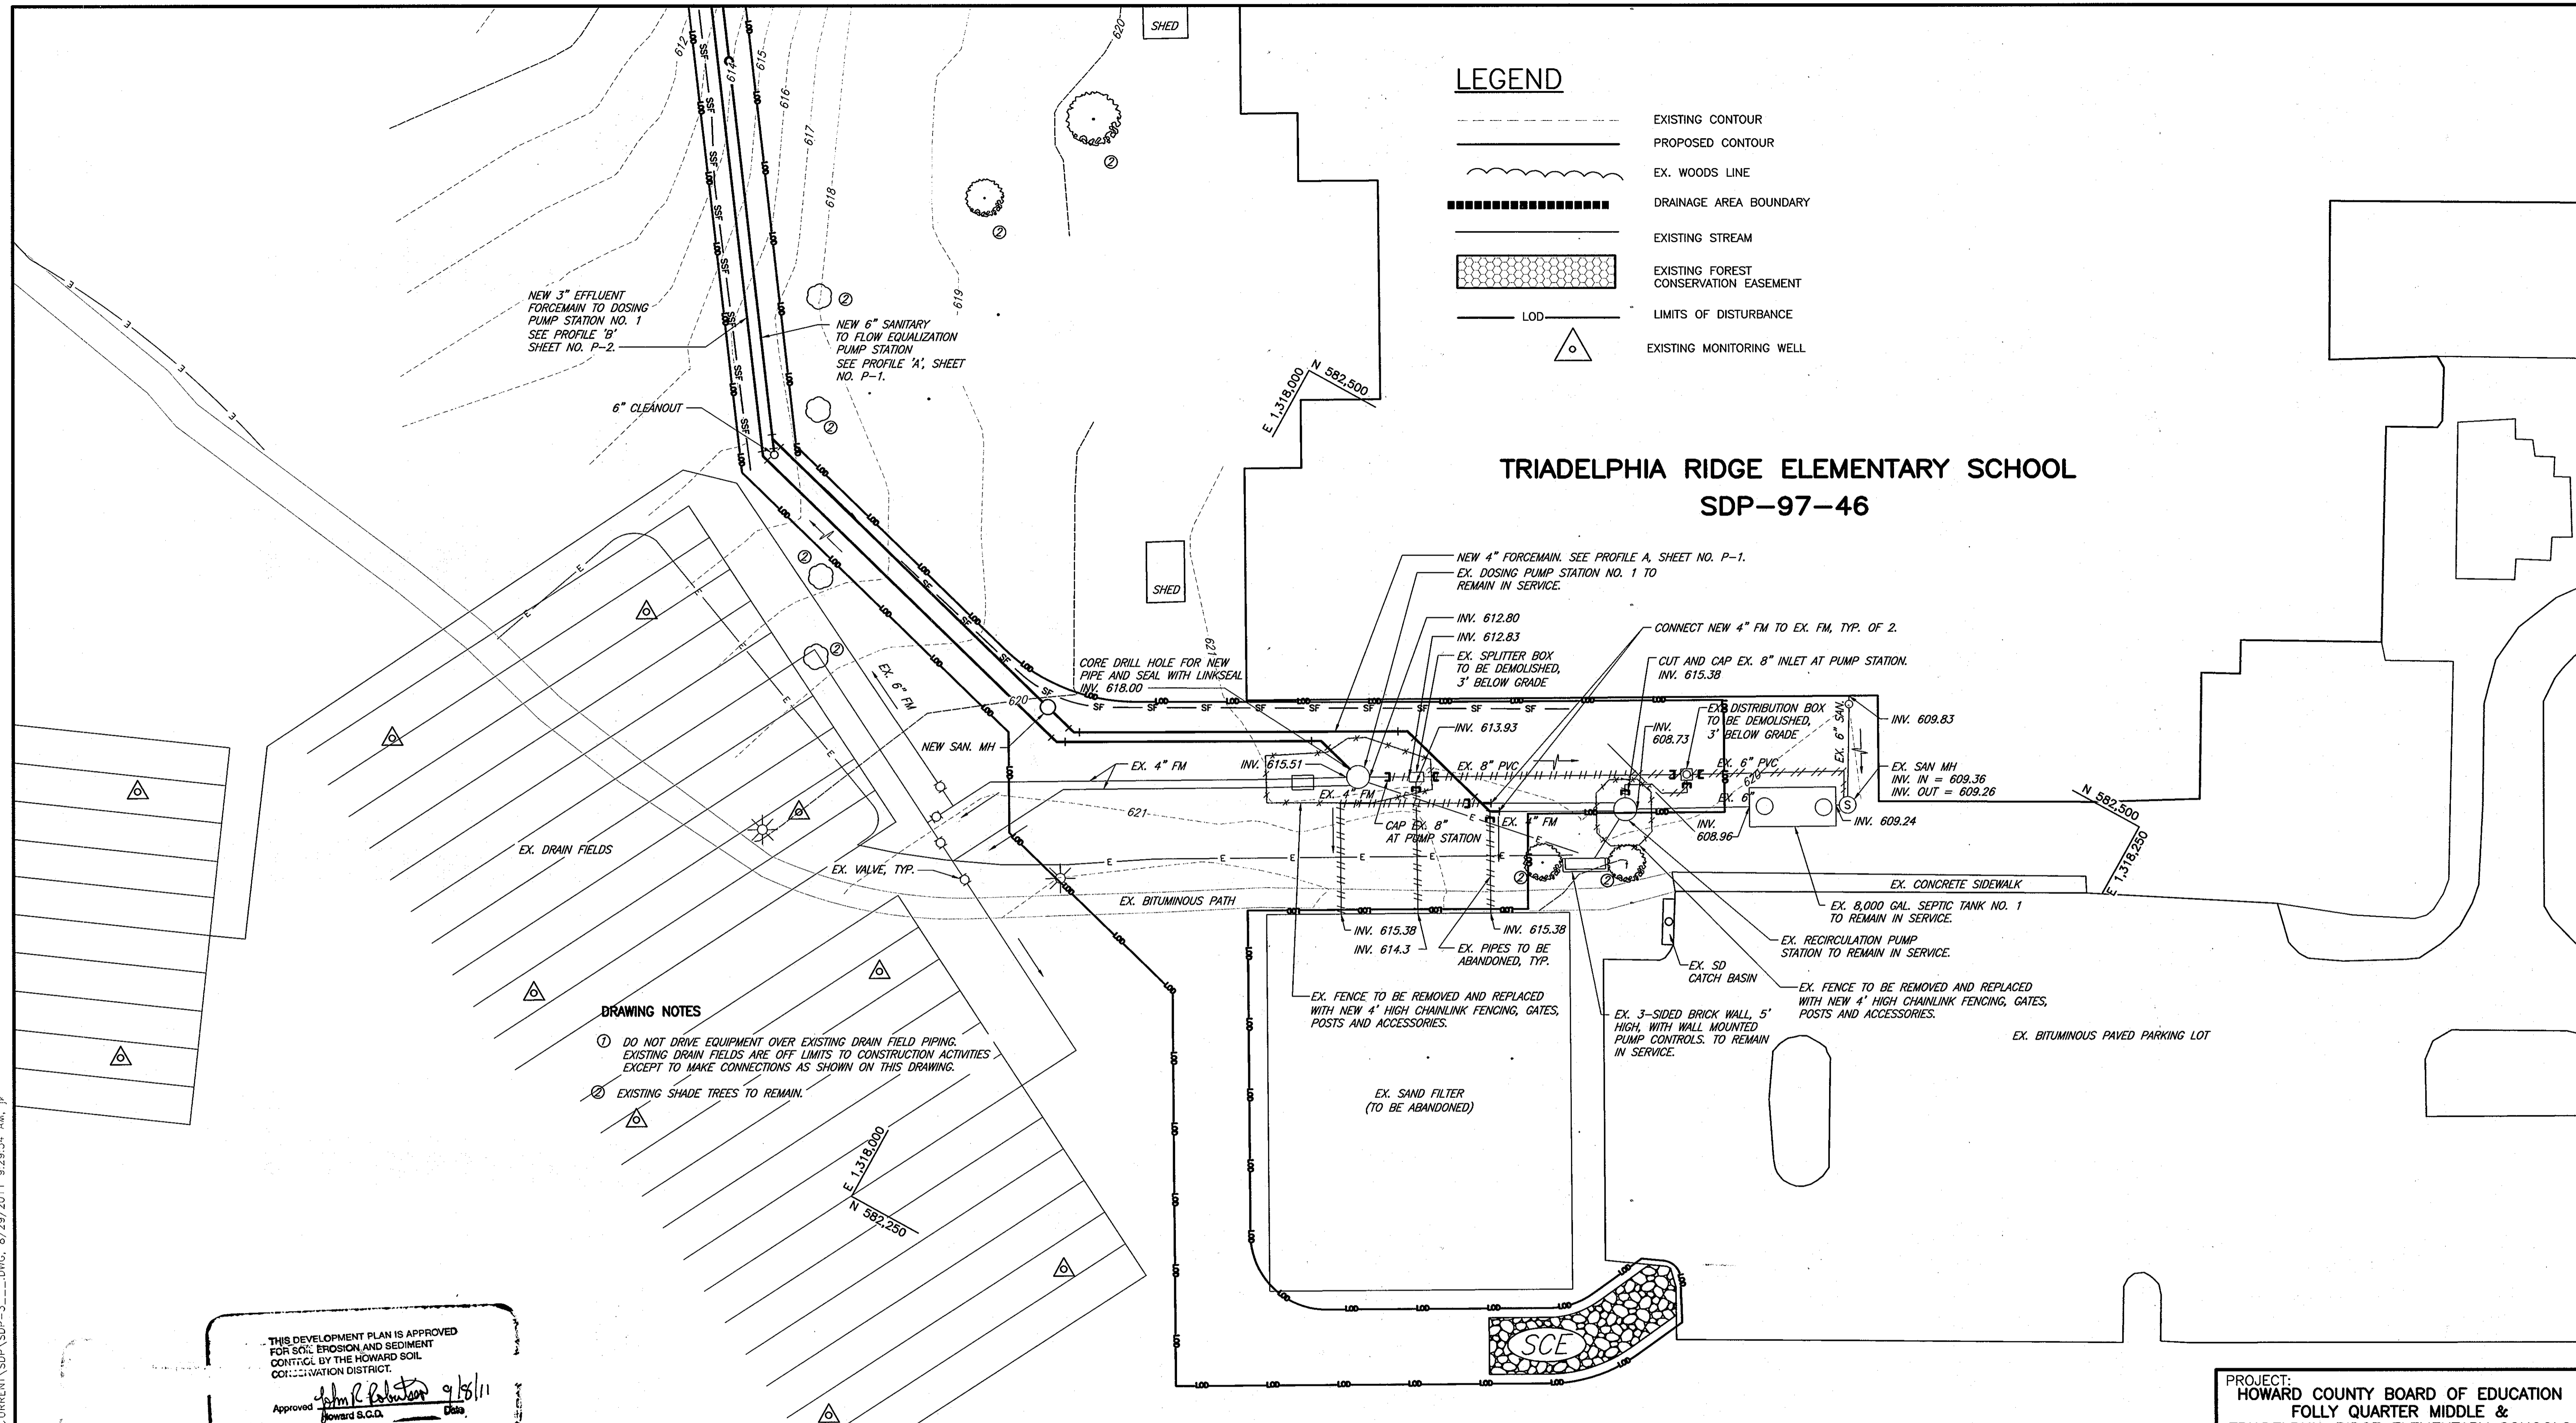 LEGEND
EXISTING CONTOUR
PROPOSED CONTOUR
EX. WOODS LINE
DRAINAGE AREA BOUNDARY
EXISTING STREAM
EXISTING FOREST
CONSERVATION EASEMENT
LOD
LIMITS OF DISTURBANCE
EXISTING MONITORING WELL
SHED
612
614
615
616
617
618
619
620
NEW 3" EFFLUENT
FORCEMAIN TO DOSING
PUMP STATION NO. 1
SEE PROFILE 'B'
SHEET NO. P-2.
NEW 6" SANITARY
TO FLOW EQUALIZATION
PUMP STATION
SEE PROFILE 'A', SHEET
NO. P-1.
6" CLEANOUT
E 1,318,000
N 582,500
TRIADELPHIA RIDGE ELEMENTARY SCHOOL
SDP-97-46
NEW 4" FORCEMAIN. SEE PROFILE A, SHEET NO. P-1.
EX. DOSING PUMP STATION NO. 1 TO
REMAIN IN SERVICE.
SHED
INV. 612.80
INV. 612.83
EX. SPLITTER BOX
TO BE DEMOLISHED,
3' BELOW GRADE
CONNECT NEW 4" FM TO EX. FM, TYP. OF 2.
CUT AND CAP EX. 8" INLET AT PUMP STATION.
INV. 615.38
CORE DRILL HOLE FOR NEW
PIPE AND SEAL WITH LINKSEAL
INV. 618.00
621
620
EX. 6" FM
NEW SAN. MH
INV. 613.93
INV.
608.73
EX. DISTRIBUTION BOX
TO BE DEMOLISHED,
3' BELOW GRADE
EX. 6" SAN.
INV. 609.83
EX. 4" FM
INV. 615.51
EX. 8" PVC
EX. 6" PVC
620
EX. SAN MH
INV. IN = 609.36
INV. OUT = 609.26
EX. 4" FM
EX. 6"
621
CAP EX. 8"
AT PUMP STATION
EX. 4" FM
INV.
608.96
INV. 609.24
N 582,500
E 1,318,250
EX. DRAIN FIELDS
EX. VALVE, TYP.
EX. BITUMINOUS PATH
EX. CONCRETE SIDEWALK
EX. 8,000 GAL. SEPTIC TANK NO. 1
TO REMAIN IN SERVICE.
INV. 615.38
INV. 614.3
INV. 615.38
EX. PIPES TO BE
ABANDONED, TYP.
EX. RECIRCULATION PUMP
STATION TO REMAIN IN SERVICE.
EX. SD
CATCH BASIN
EX. FENCE TO BE REMOVED AND REPLACED
WITH NEW 4' HIGH CHAINLINK FENCING, GATES,
POSTS AND ACCESSORIES.
EX. FENCE TO BE REMOVED AND REPLACED
WITH NEW 4' HIGH CHAINLINK FENCING, GATES,
POSTS AND ACCESSORIES.
EX. 3-SIDED BRICK WALL, 5'
HIGH, WITH WALL MOUNTED
PUMP CONTROLS. TO REMAIN
IN SERVICE.
EX. BITUMINOUS PAVED PARKING LOT
DRAWING NOTES
① DO NOT DRIVE EQUIPMENT OVER EXISTING DRAIN FIELD PIPING.
EXISTING DRAIN FIELDS ARE OFF LIMITS TO CONSTRUCTION ACTIVITIES
EXCEPT TO MAKE CONNECTIONS AS SHOWN ON THIS DRAWING.
② EXISTING SHADE TREES TO REMAIN.
EX. SAND FILTER
(TO BE ABANDONED)
E 1,318,000
N 582,250
SCE
THIS DEVELOPMENT PLAN IS APPROVED
FOR SOIL EROSION AND SEDIMENT
CONTROL BY THE HOWARD SOIL
CONSERVATION DISTRICT.
Approved John R. Robertson 9/8/11
Howard S.C.D. Date
PROJECT:
HOWARD COUNTY BOARD OF EDUCATION
FOLLY QUARTER MIDDLE &